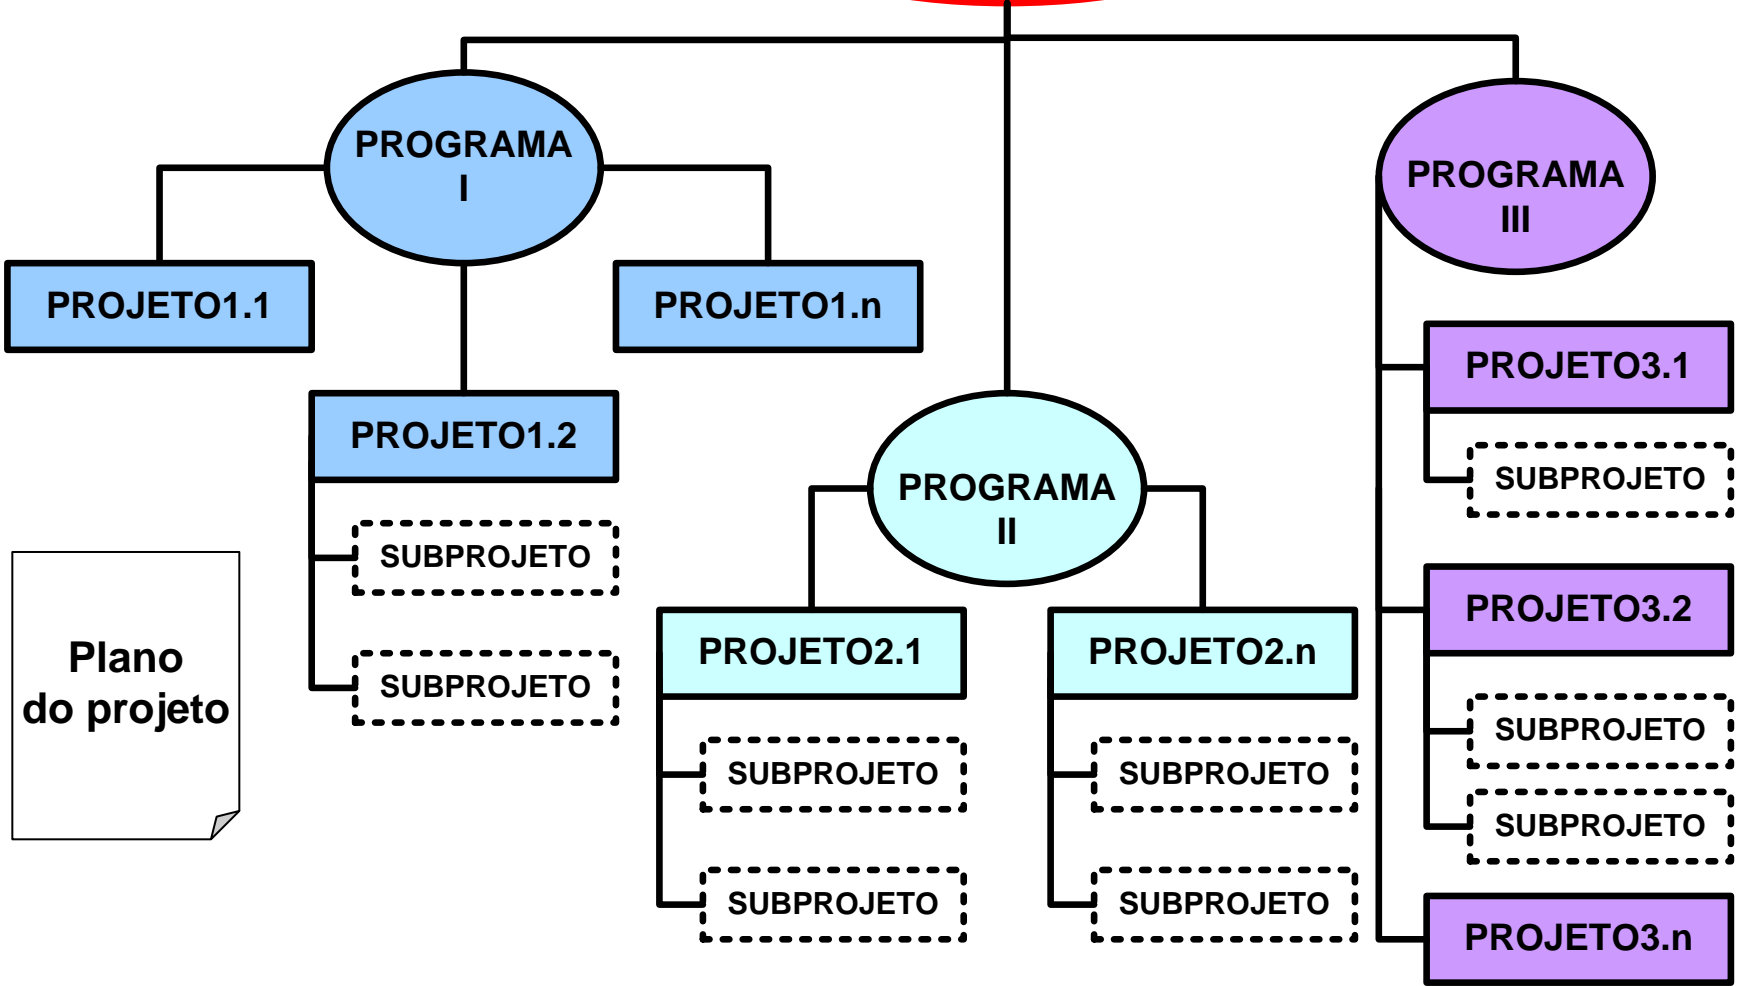 PROGRAMA
I
PROGRAMA
III
PROJETO1.1
PROJETO1.n
PROJETO1.2
SUBPROJETO
SUBPROJETO
Plano
do projeto
PROGRAMA
II
PROJETO2.1
SUBPROJETO
SUBPROJETO
PROJETO2.n
SUBPROJETO
SUBPROJETO
PROJETO3.1
SUBPROJETO
PROJETO3.2
SUBPROJETO
SUBPROJETO
PROJETO3.n